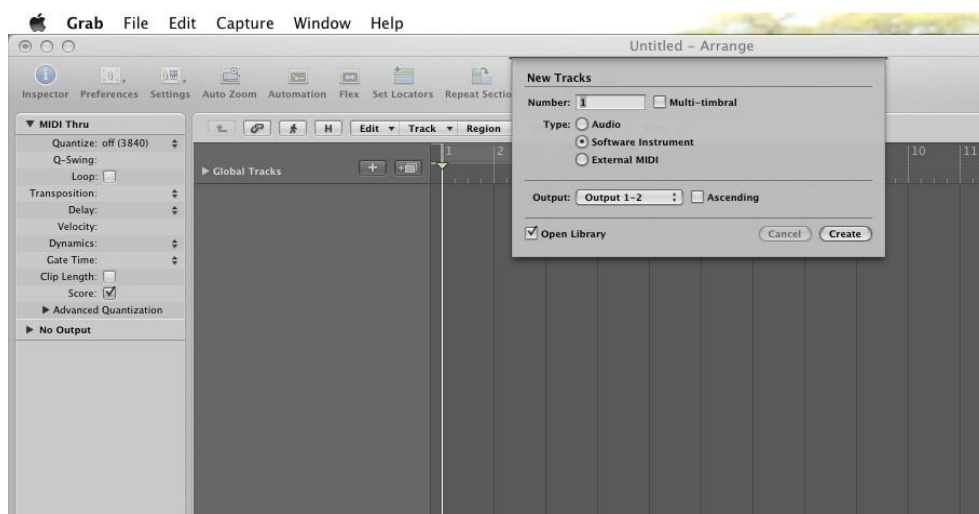 Grab File Edit Capture Window Help
Untitled – Arrange
Inspector Preferences Settings Auto Zoom Automation Flex Set Locators Repeat Sectio
New Tracks
Number: 1 Multi-timbral
Type: Audio
Software Instrument
External MIDI
Output: Output 1-2 Ascending
Open Library Cancel Create
MIDI Thru
Quantize: off (3840)
Q-Swing:
Loop:
Transposition:
Delay:
Velocity:
Dynamics:
Gate Time:
Clip Length:
Score:
Advanced Quantization
No Output
H Edit Track Region
Global Tracks
1 2 10 11